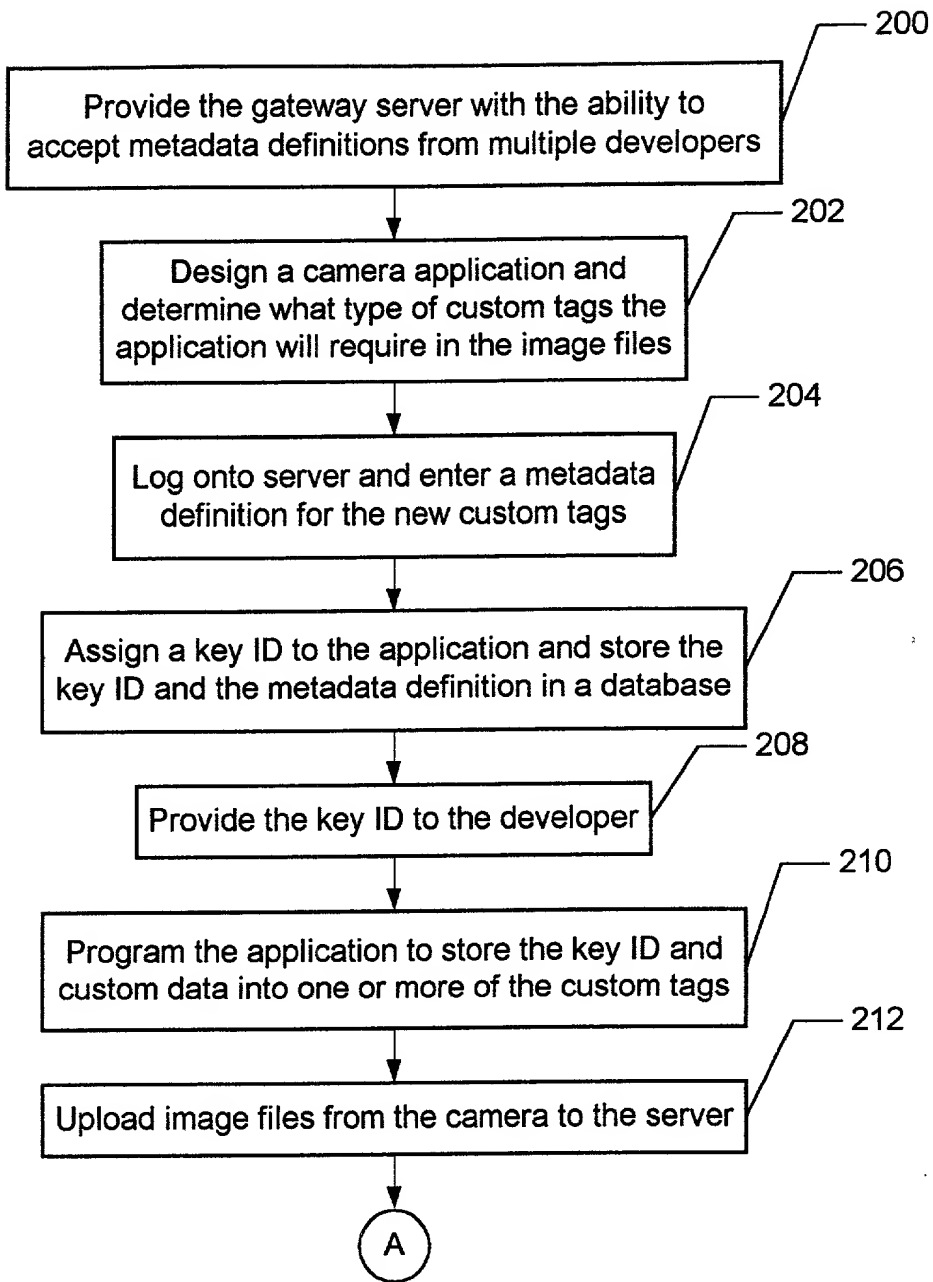 200
Provide the gateway server with the ability to
accept metadata definitions from multiple developers
202
Design a camera application and
determine what type of custom tags the
application will require in the image files
204
Log onto server and enter a metadata
definition for the new custom tags
206
Assign a key ID to the application and store the
key ID and the metadata definition in a database
208
Provide the key ID to the developer
210
Program the application to store the key ID and
custom data into one or more of the custom tags
212
Upload image files from the camera to the server
A